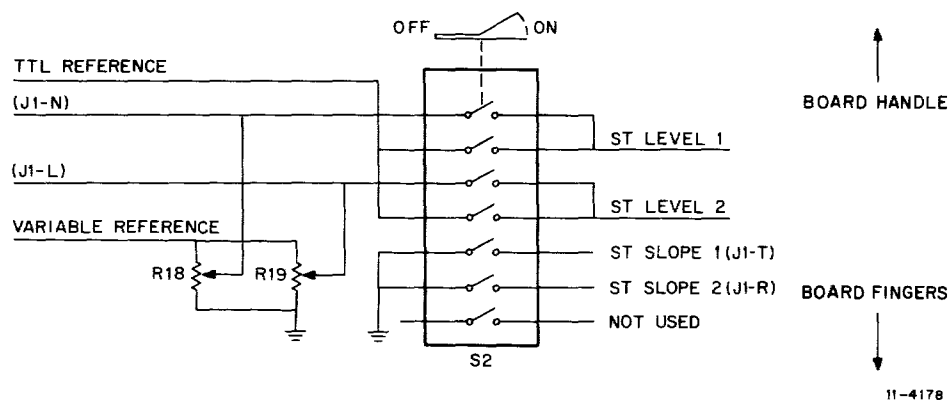 OFF ON
TTL REFERENCE
(J1-N)
BOARD HANDLE
ST LEVEL 1
(J1-L)
ST LEVEL 2
VARIABLE REFERENCE
ST SLOPE 1 (J1-T)
R18 R19
ST SLOPE 2 (J1-R)
BOARD FINGERS
NOT USED
S2
11-4178